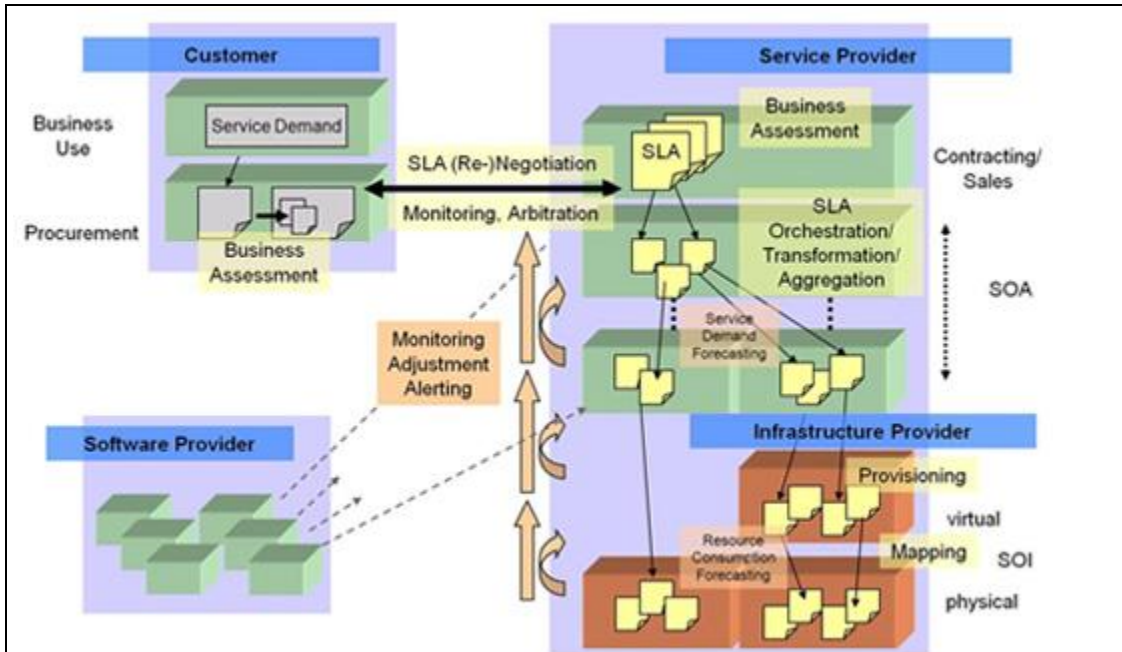 Customer
Service Provider
Business
Use
Service Demand
Procurement
Business
Assessment
SLA (Re-)Negotiation
Monitoring, Arbitration
Business
Assessment
SLA
Contracting/
Sales
SLA
Orchestration/
Transformation/
Aggregation
SOA
Service
Demand
Forecasting
Monitoring
Adjustment
Alerting
Software Provider
Infrastructure Provider
Provisioning
virtual
Resource
Consumption
Forecasting
Mapping
SOI
physical